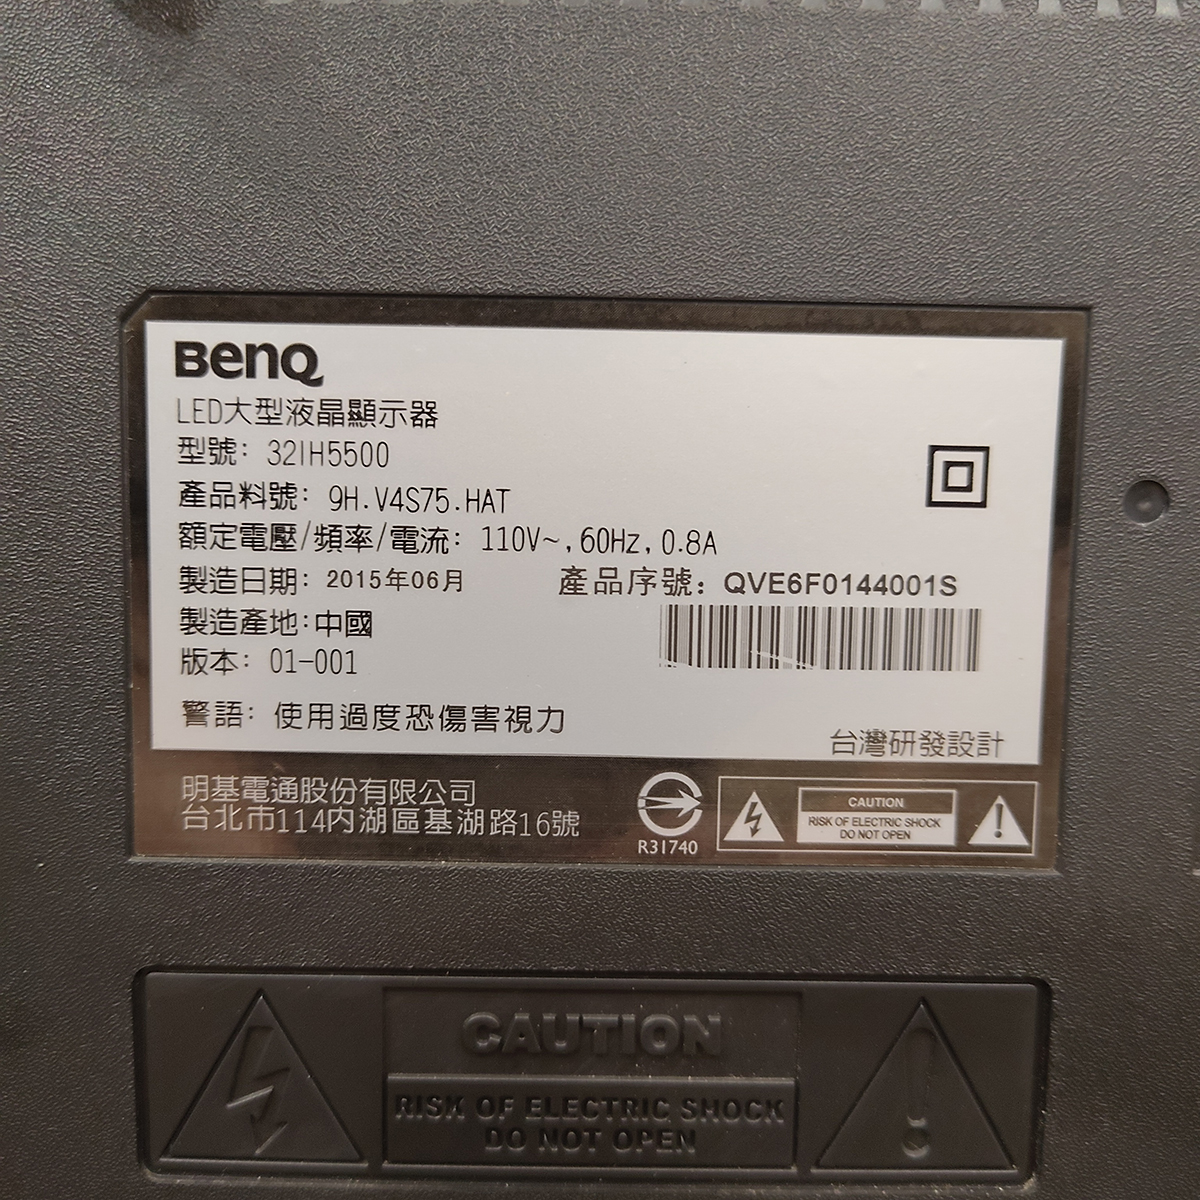 BenQ
LED大型液晶顯示器
型號: 32IH5500
產品料號: 9H.V4S75.HAT
額定電壓/頻率/電流: 110V~, 60Hz, 0.8A
製造日期: 2015年06月 產品序號: QVE6F0144001S
製造產地:中國
版本: 01-001
警語: 使用過度恐傷害視力
台灣研發設計
明基電通股份有限公司
台北市114內湖區基湖路16號
R31740
CAUTION
RISK OF ELECTRIC SHOCK
DO NOT OPEN
CAUTION
RISK OF ELECTRIC SHOCK
DO NOT OPEN